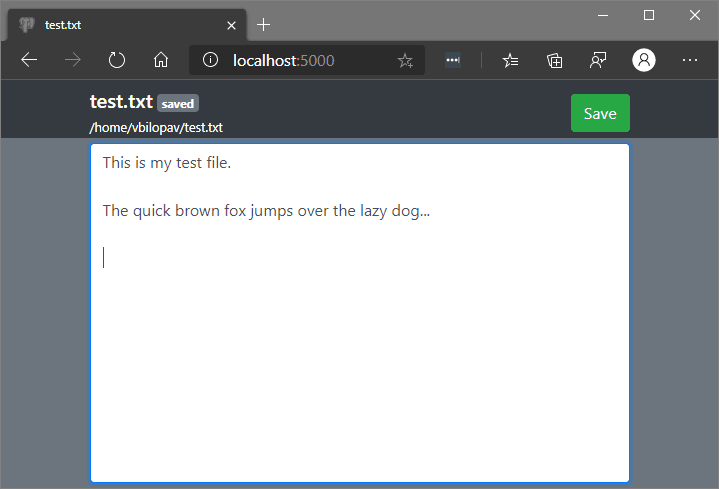 test.txt
localhost:5000
test.txt saved
/home/vbilopav/test.txt
Save
This is my test file.
The quick brown fox jumps over the lazy dog...